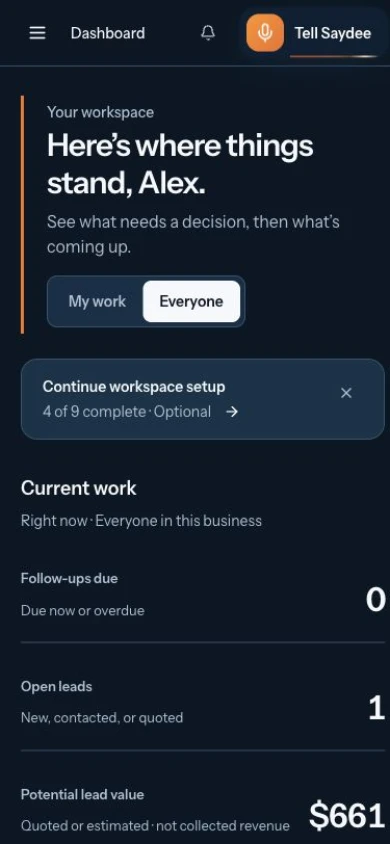 Dashboard
Tell Saydee
Your workspace
Here's where things
stand, Alex.
See what needs a decision, then what's
coming up.
My work
Everyone
Continue workspace setup
4 of 9 complete · Optional →
Current work
Right now · Everyone in this business
Follow-ups due
0
Due now or overdue
Open leads
1
New, contacted, or quoted
Potential lead value
$661
Quoted or estimated · not collected revenue